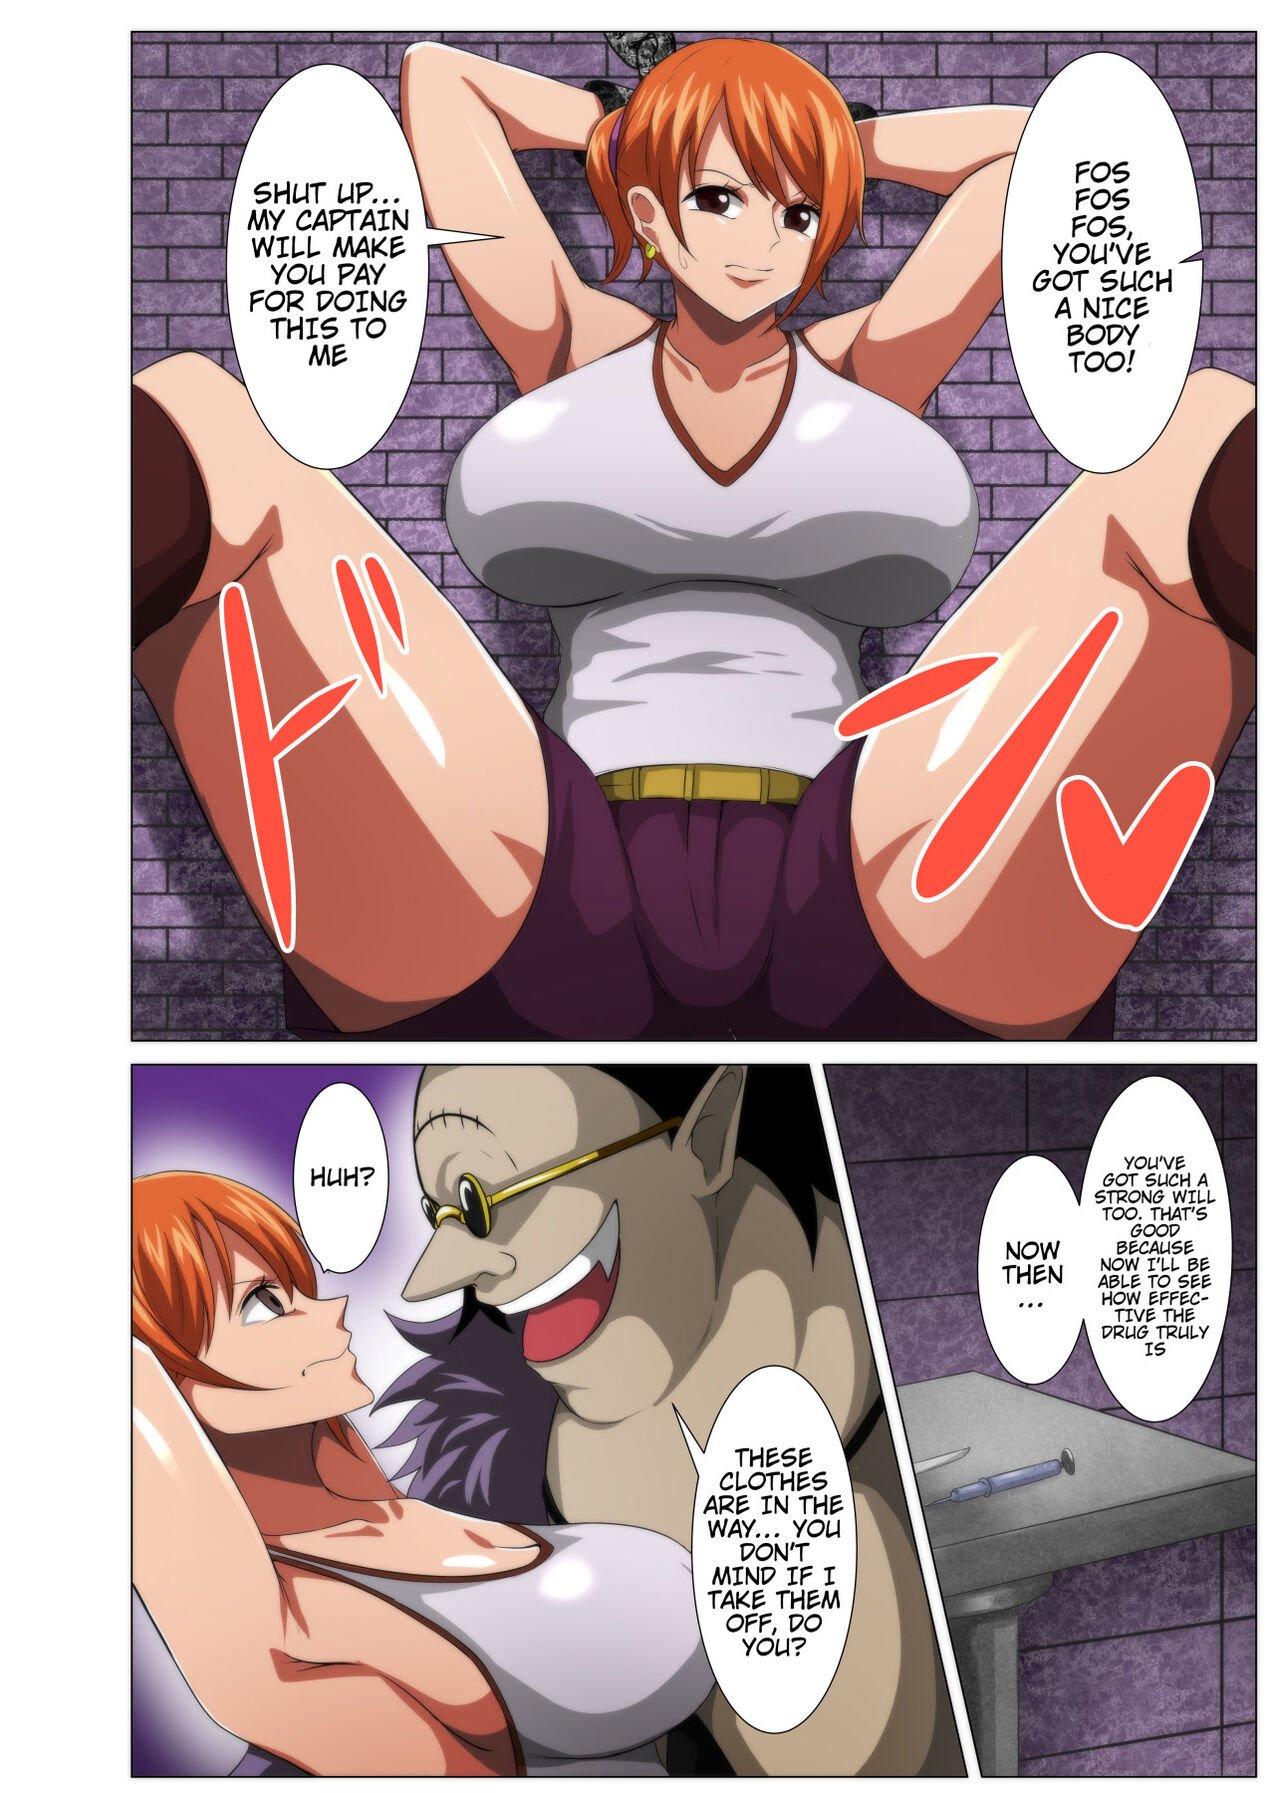 FOS
FOS
FOS,
YOU'VE
GOT SUCH
A NICE
BODY
TOO!
SHUT UP...
MY CAPTAIN
WILL MAKE
YOU PAY
FOR DOING
THIS TO
ME
ドーン♥
YOU'VE
GOT SUCH A
STRONG WILL
TOO. THAT'S
GOOD
BECAUSE
NOW I'LL BE
ABLE TO SEE
HOW EFFEC-
TIVE THE
DRUG TRULY
IS
NOW
THEN
...
HUH?
THESE
CLOTHES
ARE IN THE
WAY... YOU
DON'T
MIND IF I
TAKE THEM
OFF, DO
YOU?